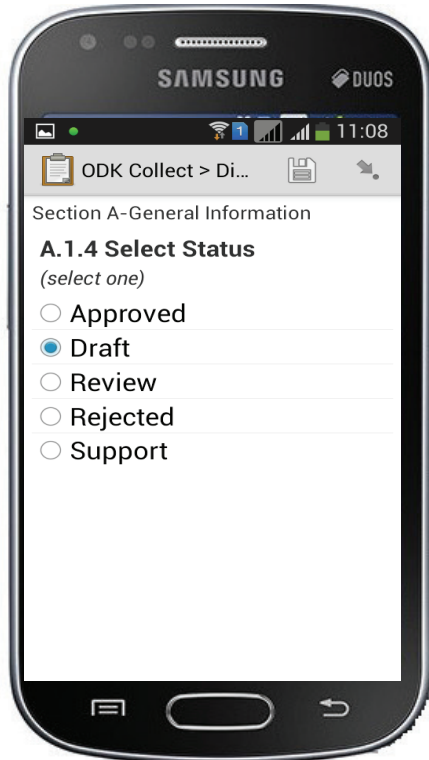 SAMSUNG DUOS
1 11:08
ODK Collect > Di...
Section A-General Information
A.1.4 Select Status
(select one)
Approved
Draft
Review
Rejected
Support